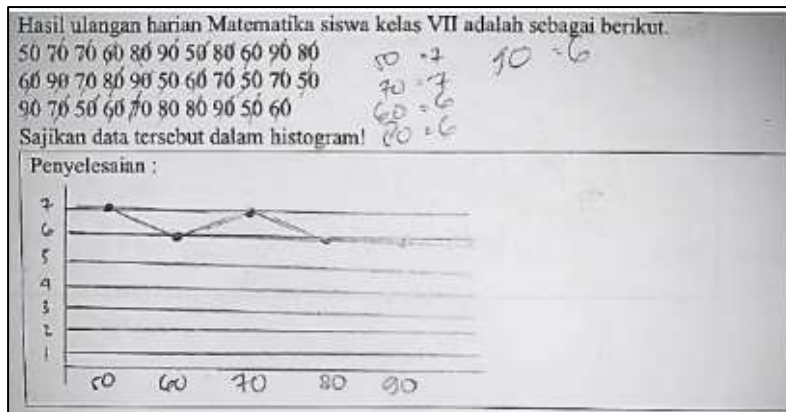 Hasil ulangan harian Matematika siswa kelas VII adalah sebagai berikut.
50 70 70 60 80 90 50 80 60 90 80
60 90 70 80 90 50 60 70 50 70 50
90 70 50 60 70 80 80 90 50 60
50 = 7
70 = 7
60 = 6
80 = 6
90 = 6
Sajikan data tersebut dalam histogram!
Penyelesaian :
7
6
5
4
3
2
1
50 60 70 80 90